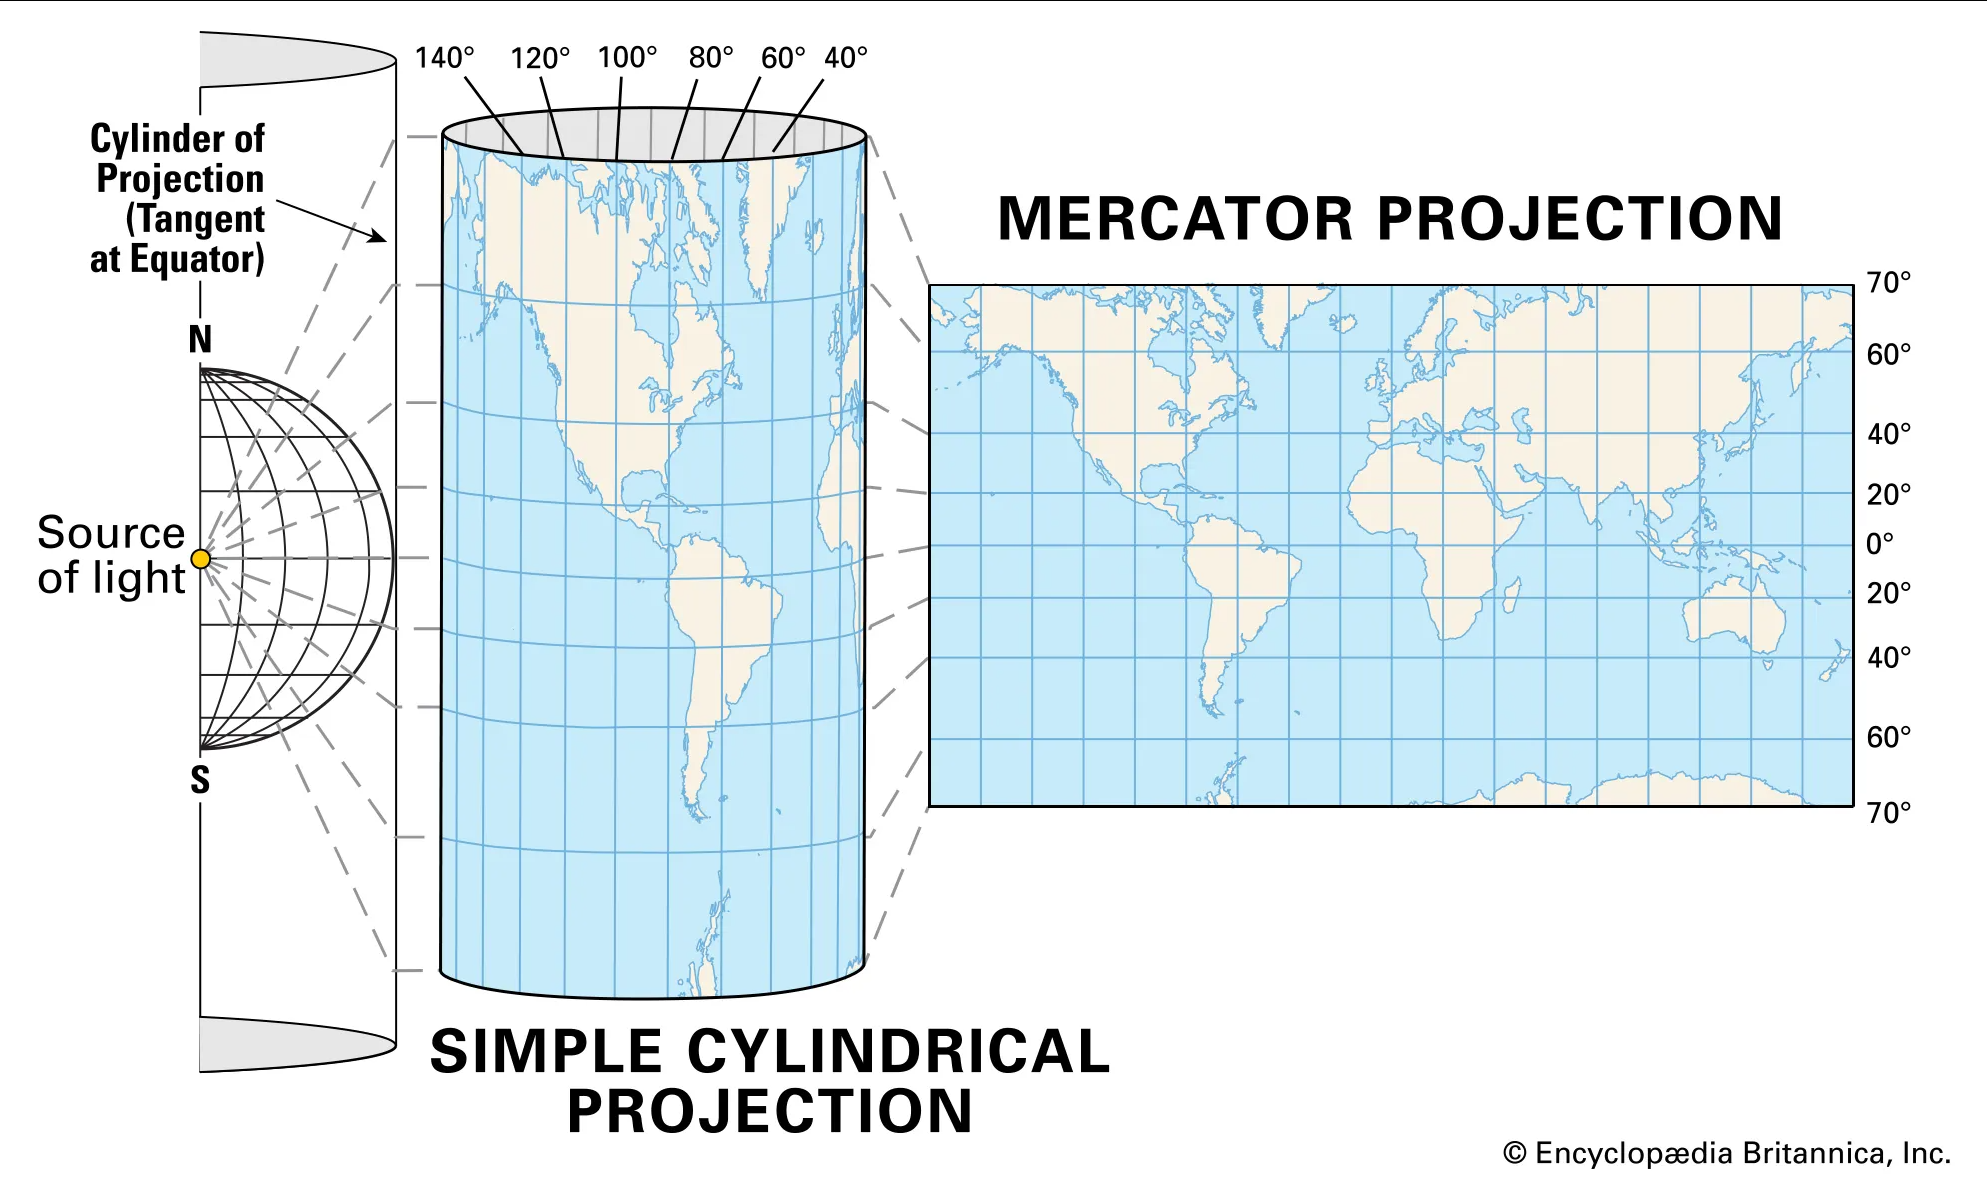 140° 120° 100° 80° 60° 40°
Cylinder of
Projection
(Tangent
at Equator)
N
Source
of light
S
SIMPLE CYLINDRICAL
PROJECTION
MERCATOR PROJECTION
70°
60°
40°
20°
0°
20°
40°
60°
70°
© Encyclopædia Britannica, Inc.